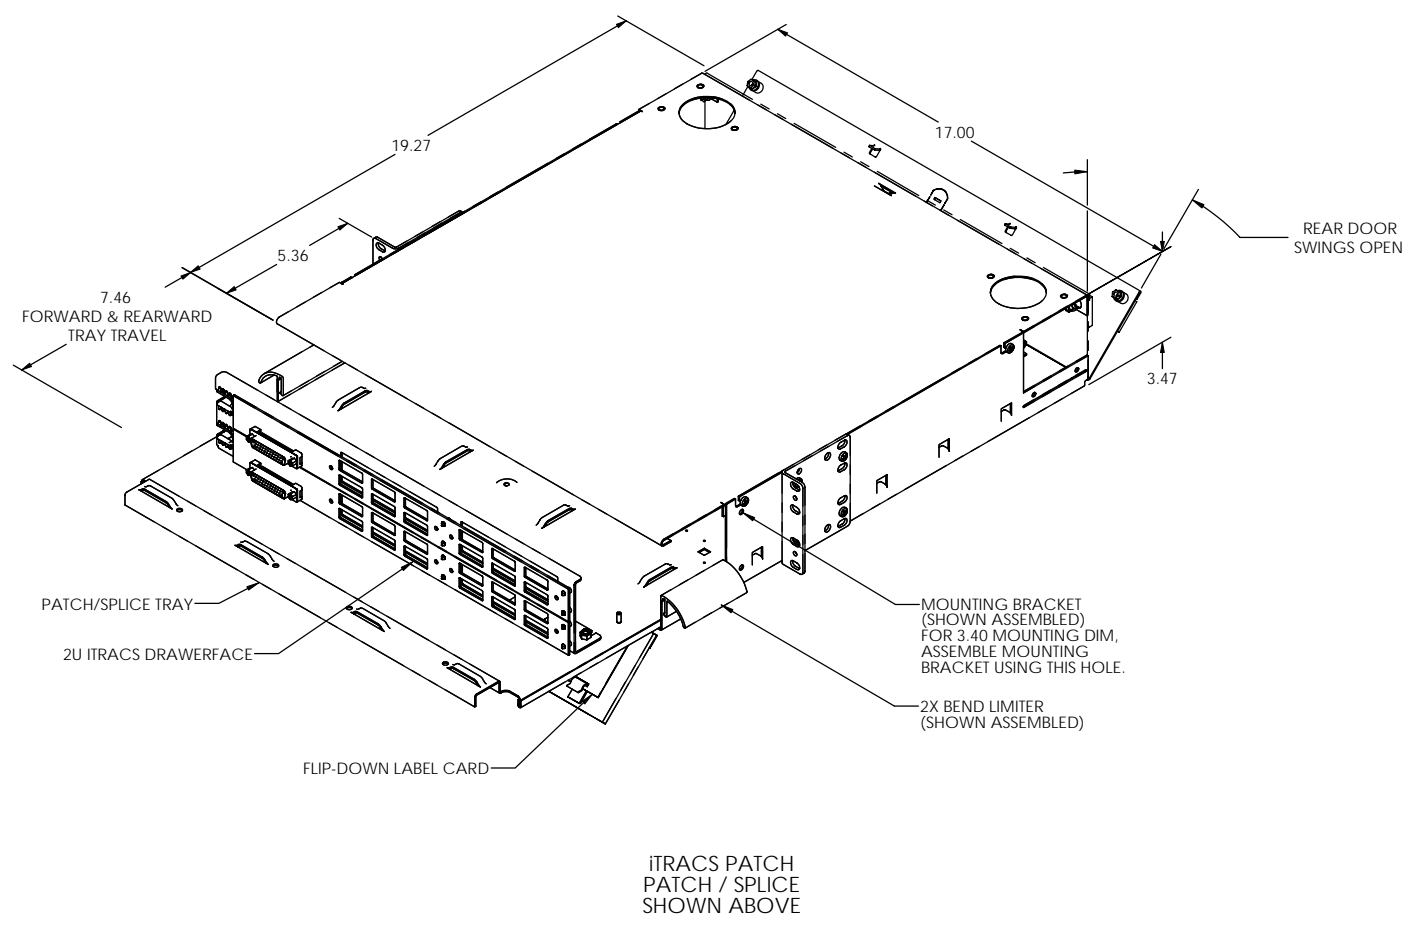 17.00
19.27
REAR DOOR
SWINGS OPEN
5.36
7.46
FORWARD & REARWARD
TRAY TRAVEL
3.47
PATCH/SPLICE TRAY
MOUNTING BRACKET
(SHOWN ASSEMBLED)
FOR 3.40 MOUNTING DIM,
ASSEMBLE MOUNTING
BRACKET USING THIS HOLE.
2U ITRACS DRAWERFACE
2X BEND LIMITER
(SHOWN ASSEMBLED)
FLIP-DOWN LABEL CARD
iTRACS PATCH
PATCH / SPLICE
SHOWN ABOVE